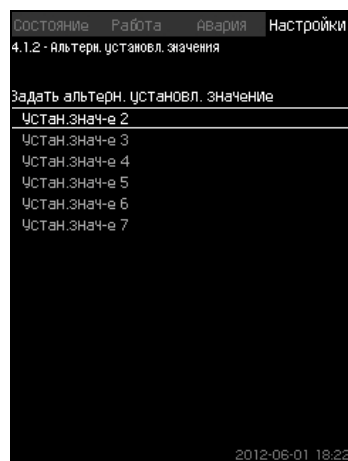 Состояние Работа Авария Настройки
4.1.2 - Альтерн. установл. значения
Задать альтерн. установл. значение
Устан.знач-е 2
Устан.знач-е 3
Устан.знач-е 4
Устан.знач-е 5
Устан.знач-е 6
Устан.знач-е 7
2012-06-01 18:22